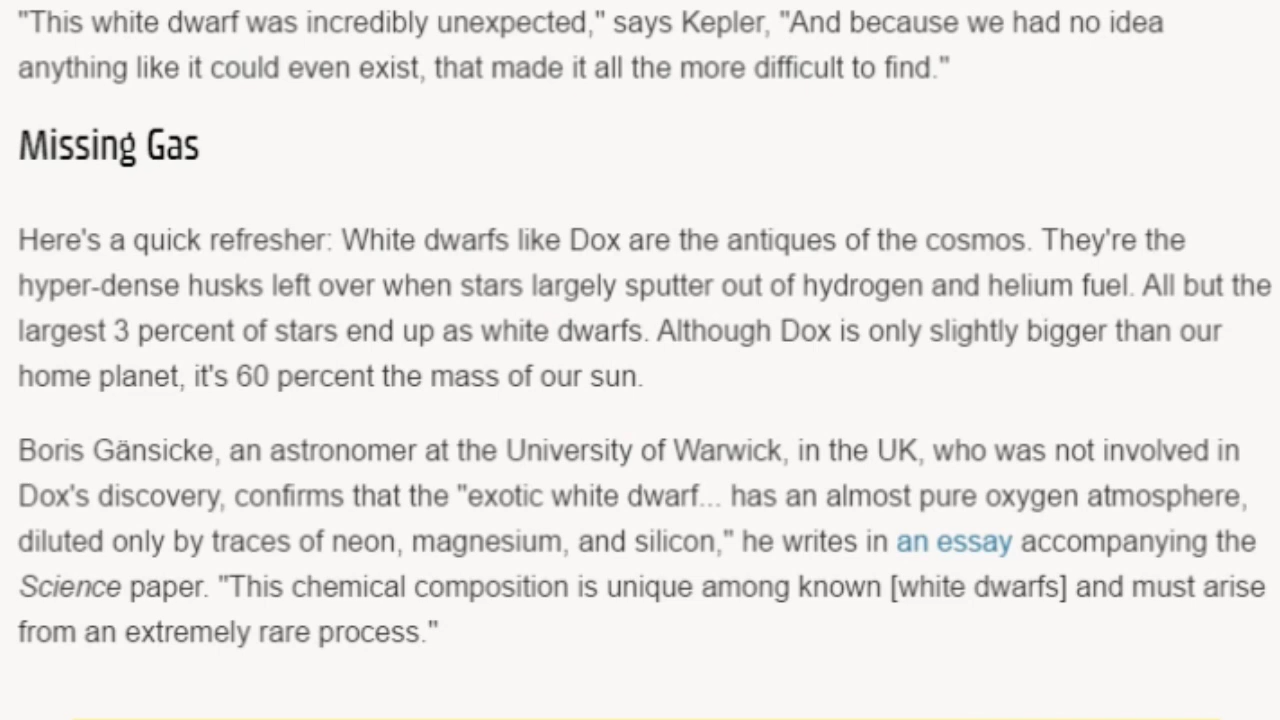 "This white dwarf was incredibly unexpected," says Kepler, "And because we had no idea
anything like it could even exist, that made it all the more difficult to find."
Missing Gas
Here's a quick refresher: White dwarfs like Dox are the antiques of the cosmos. They're the
hyper-dense husks left over when stars largely sputter out of hydrogen and helium fuel. All but the
largest 3 percent of stars end up as white dwarfs. Although Dox is only slightly bigger than our
home planet, it's 60 percent the mass of our sun.
Boris Gänsicke, an astronomer at the University of Warwick, in the UK, who was not involved in
Dox's discovery, confirms that the "exotic white dwarf... has an almost pure oxygen atmosphere,
diluted only by traces of neon, magnesium, and silicon," he writes in an essay accompanying the
Science paper. "This chemical composition is unique among known [white dwarfs] and must arise
from an extremely rare process."